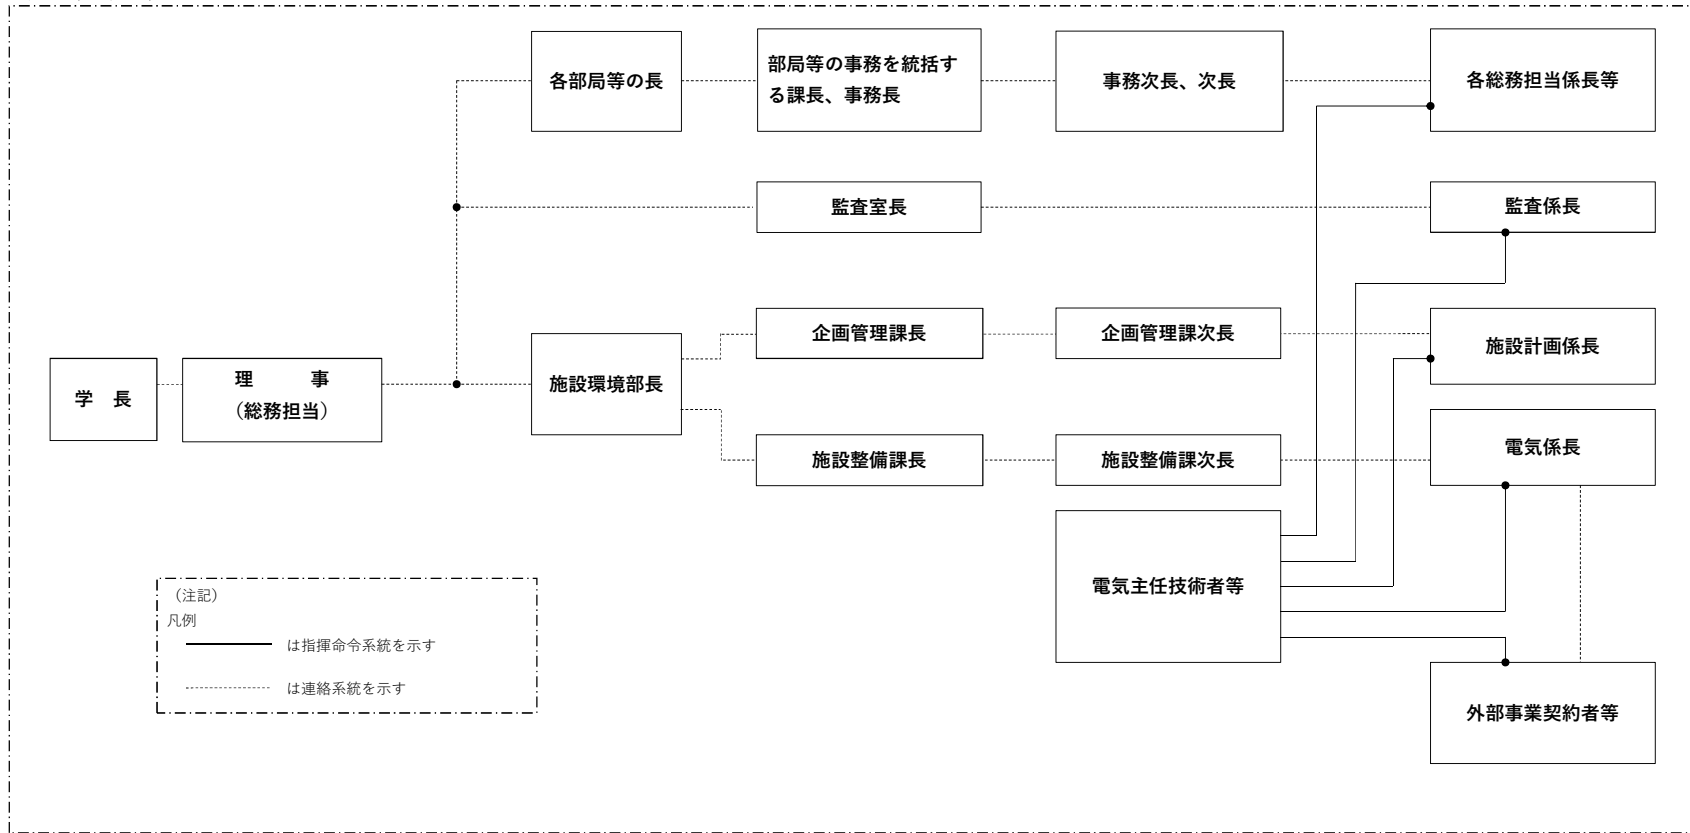 各部局等の長
部局等の事務を統括す
る課長、事務長
事務次長、次長
各総務担当係長等
監査室長
監査係長
企画管理課長
企画管理課次長
施設計画係長
学　長
理　　　事
（総務担当）
施設環境部長
施設整備課長
施設整備課次長
電気係長
電気主任技術者等
外部事業契約者等
（注記）
凡例
は指揮命令系統を示す
は連絡系統を示す